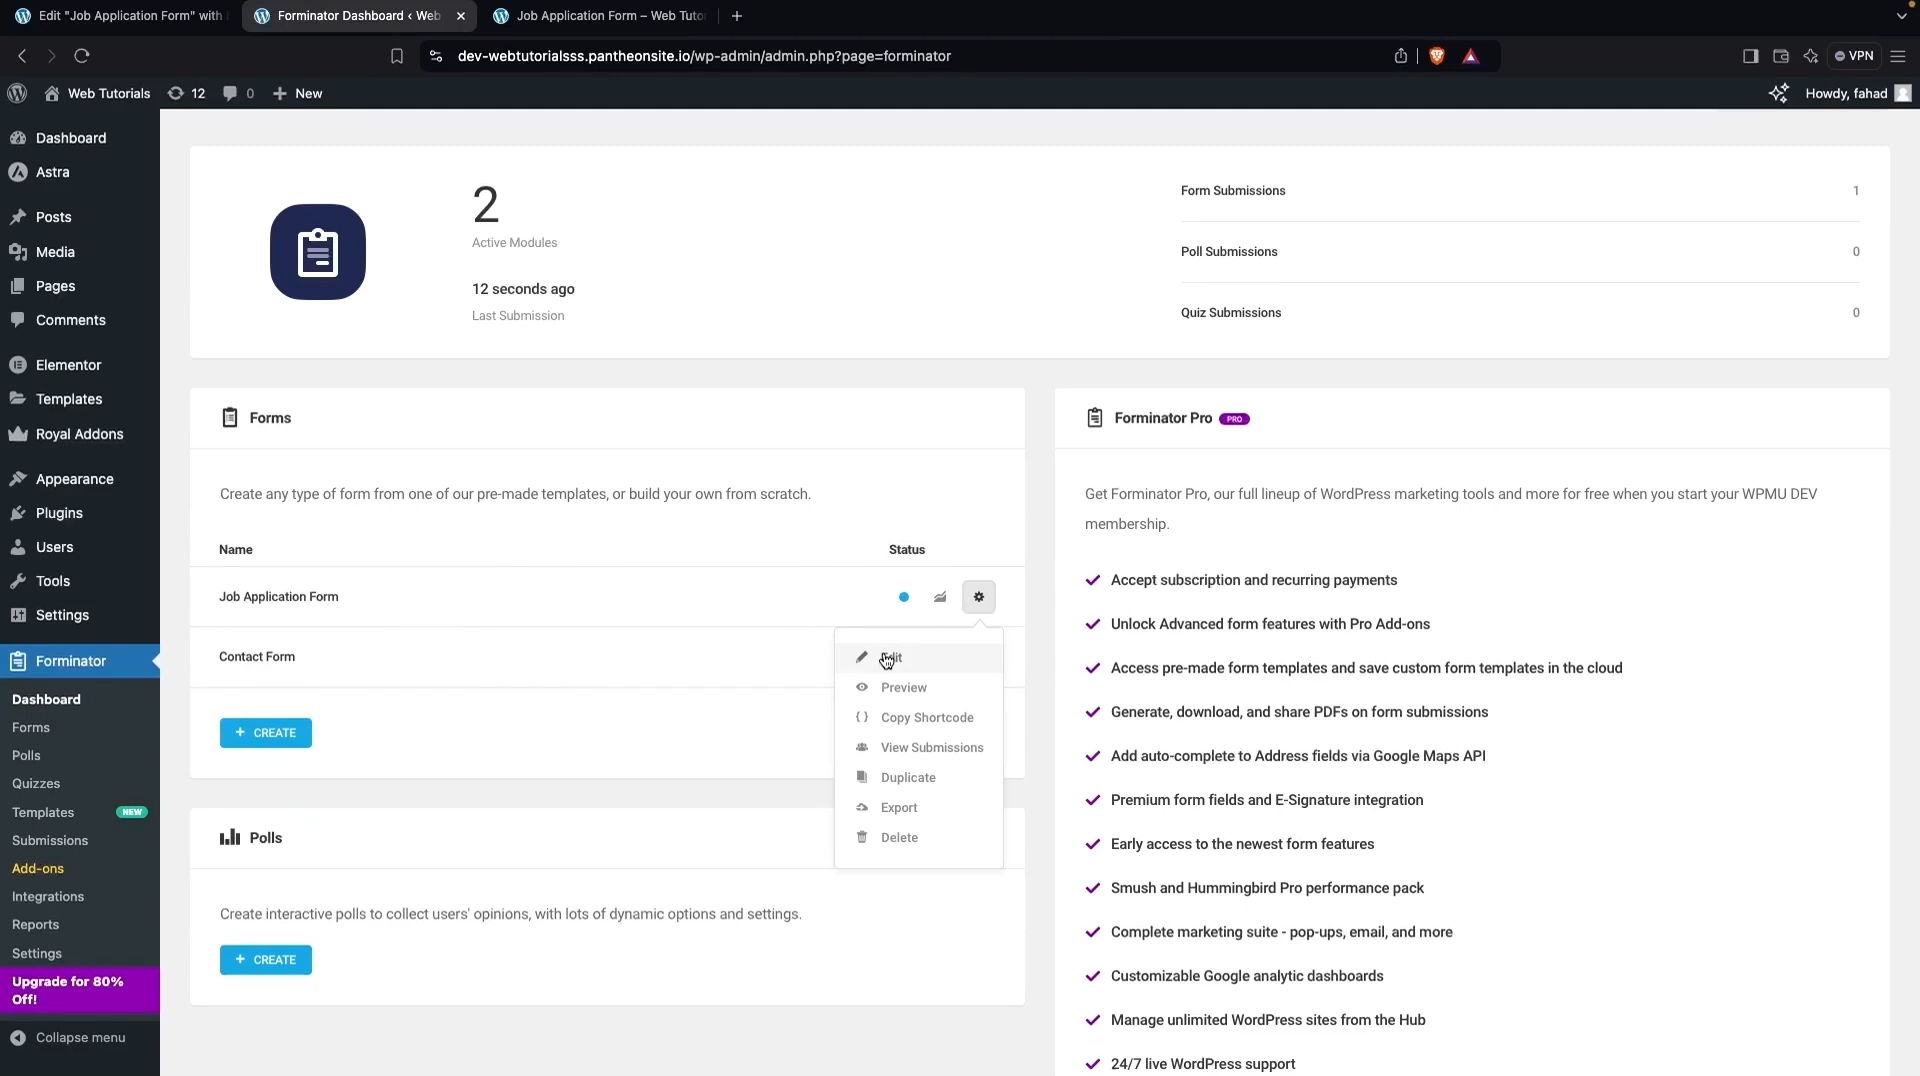 Edit "Job Application Form" with
Forminator Dashboard ‹ Web
Job Application Form – Web Tutor
dev-webtutorialsss.pantheonsite.io/wp-admin/admin.php?page=forminator
VPN
Web Tutorials
12
0
New
Howdy, fahad
Dashboard
Astra
Posts
Media
Pages
Comments
Elementor
Templates
Royal Addons
Appearance
Plugins
Users
Tools
Settings
Forminator
Dashboard
Forms
Polls
Quizzes
Templates NEW
Submissions
Add-ons
Integrations
Reports
Settings
Upgrade for 80%
Off!
Collapse menu
2
Active Modules
12 seconds ago
Last Submission
Form Submissions 1
Poll Submissions 0
Quiz Submissions 0
Forms
Create any type of form from one of our pre-made templates, or build your own from scratch.
Name Status
Job Application Form
Contact Form
+ CREATE
Edit
Preview
Copy Shortcode
View Submissions
Duplicate
Export
Delete
Polls
Create interactive polls to collect users' opinions, with lots of dynamic options and settings.
+ CREATE
Forminator Pro PRO
Get Forminator Pro, our full lineup of WordPress marketing tools and more for free when you start your WPMU DEV
membership.
Accept subscription and recurring payments
Unlock Advanced form features with Pro Add-ons
Access pre-made form templates and save custom form templates in the cloud
Generate, download, and share PDFs on form submissions
Add auto-complete to Address fields via Google Maps API
Premium form fields and E-Signature integration
Early access to the newest form features
Smush and Hummingbird Pro performance pack
Complete marketing suite - pop-ups, email, and more
Customizable Google analytic dashboards
Manage unlimited WordPress sites from the Hub
24/7 live WordPress support